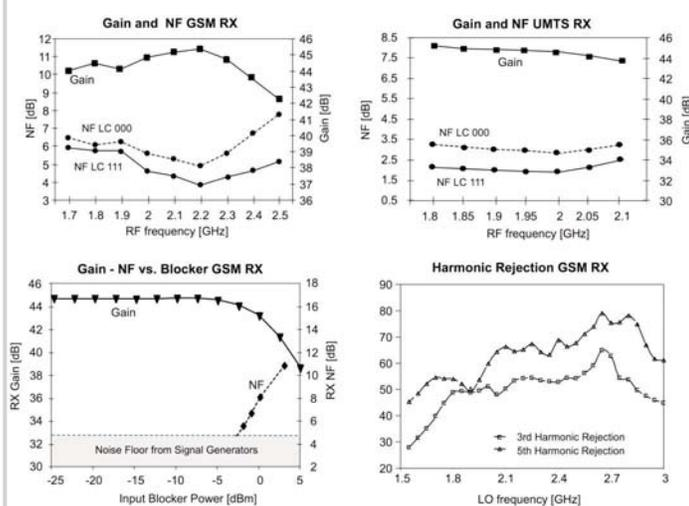 Gain and NF GSM RX
12
11
10
9
8
7
6
5
4
3
NF [dB]
46
45
44
43
42
41
40
39
38
37
36
Gain [dB]
Gain
NF LC 000
NF LC 111
1.7 1.8 1.9 2 2.1 2.2 2.3 2.4 2.5
RF frequency [GHz]
Gain and NF UMTS RX
8.5
7.5
6.5
5.5
4.5
3.5
2.5
1.5
0.5
NF [dB]
46
44
42
40
38
36
34
32
30
Gain [dB]
Gain
NF LC 000
NF LC 111
1.8 1.85 1.9 1.95 2 2.05 2.1
RF frequency [GHz]
Gain - NF vs. Blocker GSM RX
46
44
42
40
38
36
34
32
30
RX Gain [dB]
18
16
14
12
10
8
6
4
2
RX NF [dB]
Gain
NF
Noise Floor from Signal Generators
-25 -20 -15 -10 -5 0 5
Input Blocker Power [dBm]
Harmonic Rejection GSM RX
90
80
70
60
50
40
30
20
3rd Harmonic Rejection
5th Harmonic Rejection
1.5 1.8 2.1 2.4 2.7 3
LO frequency [GHz]